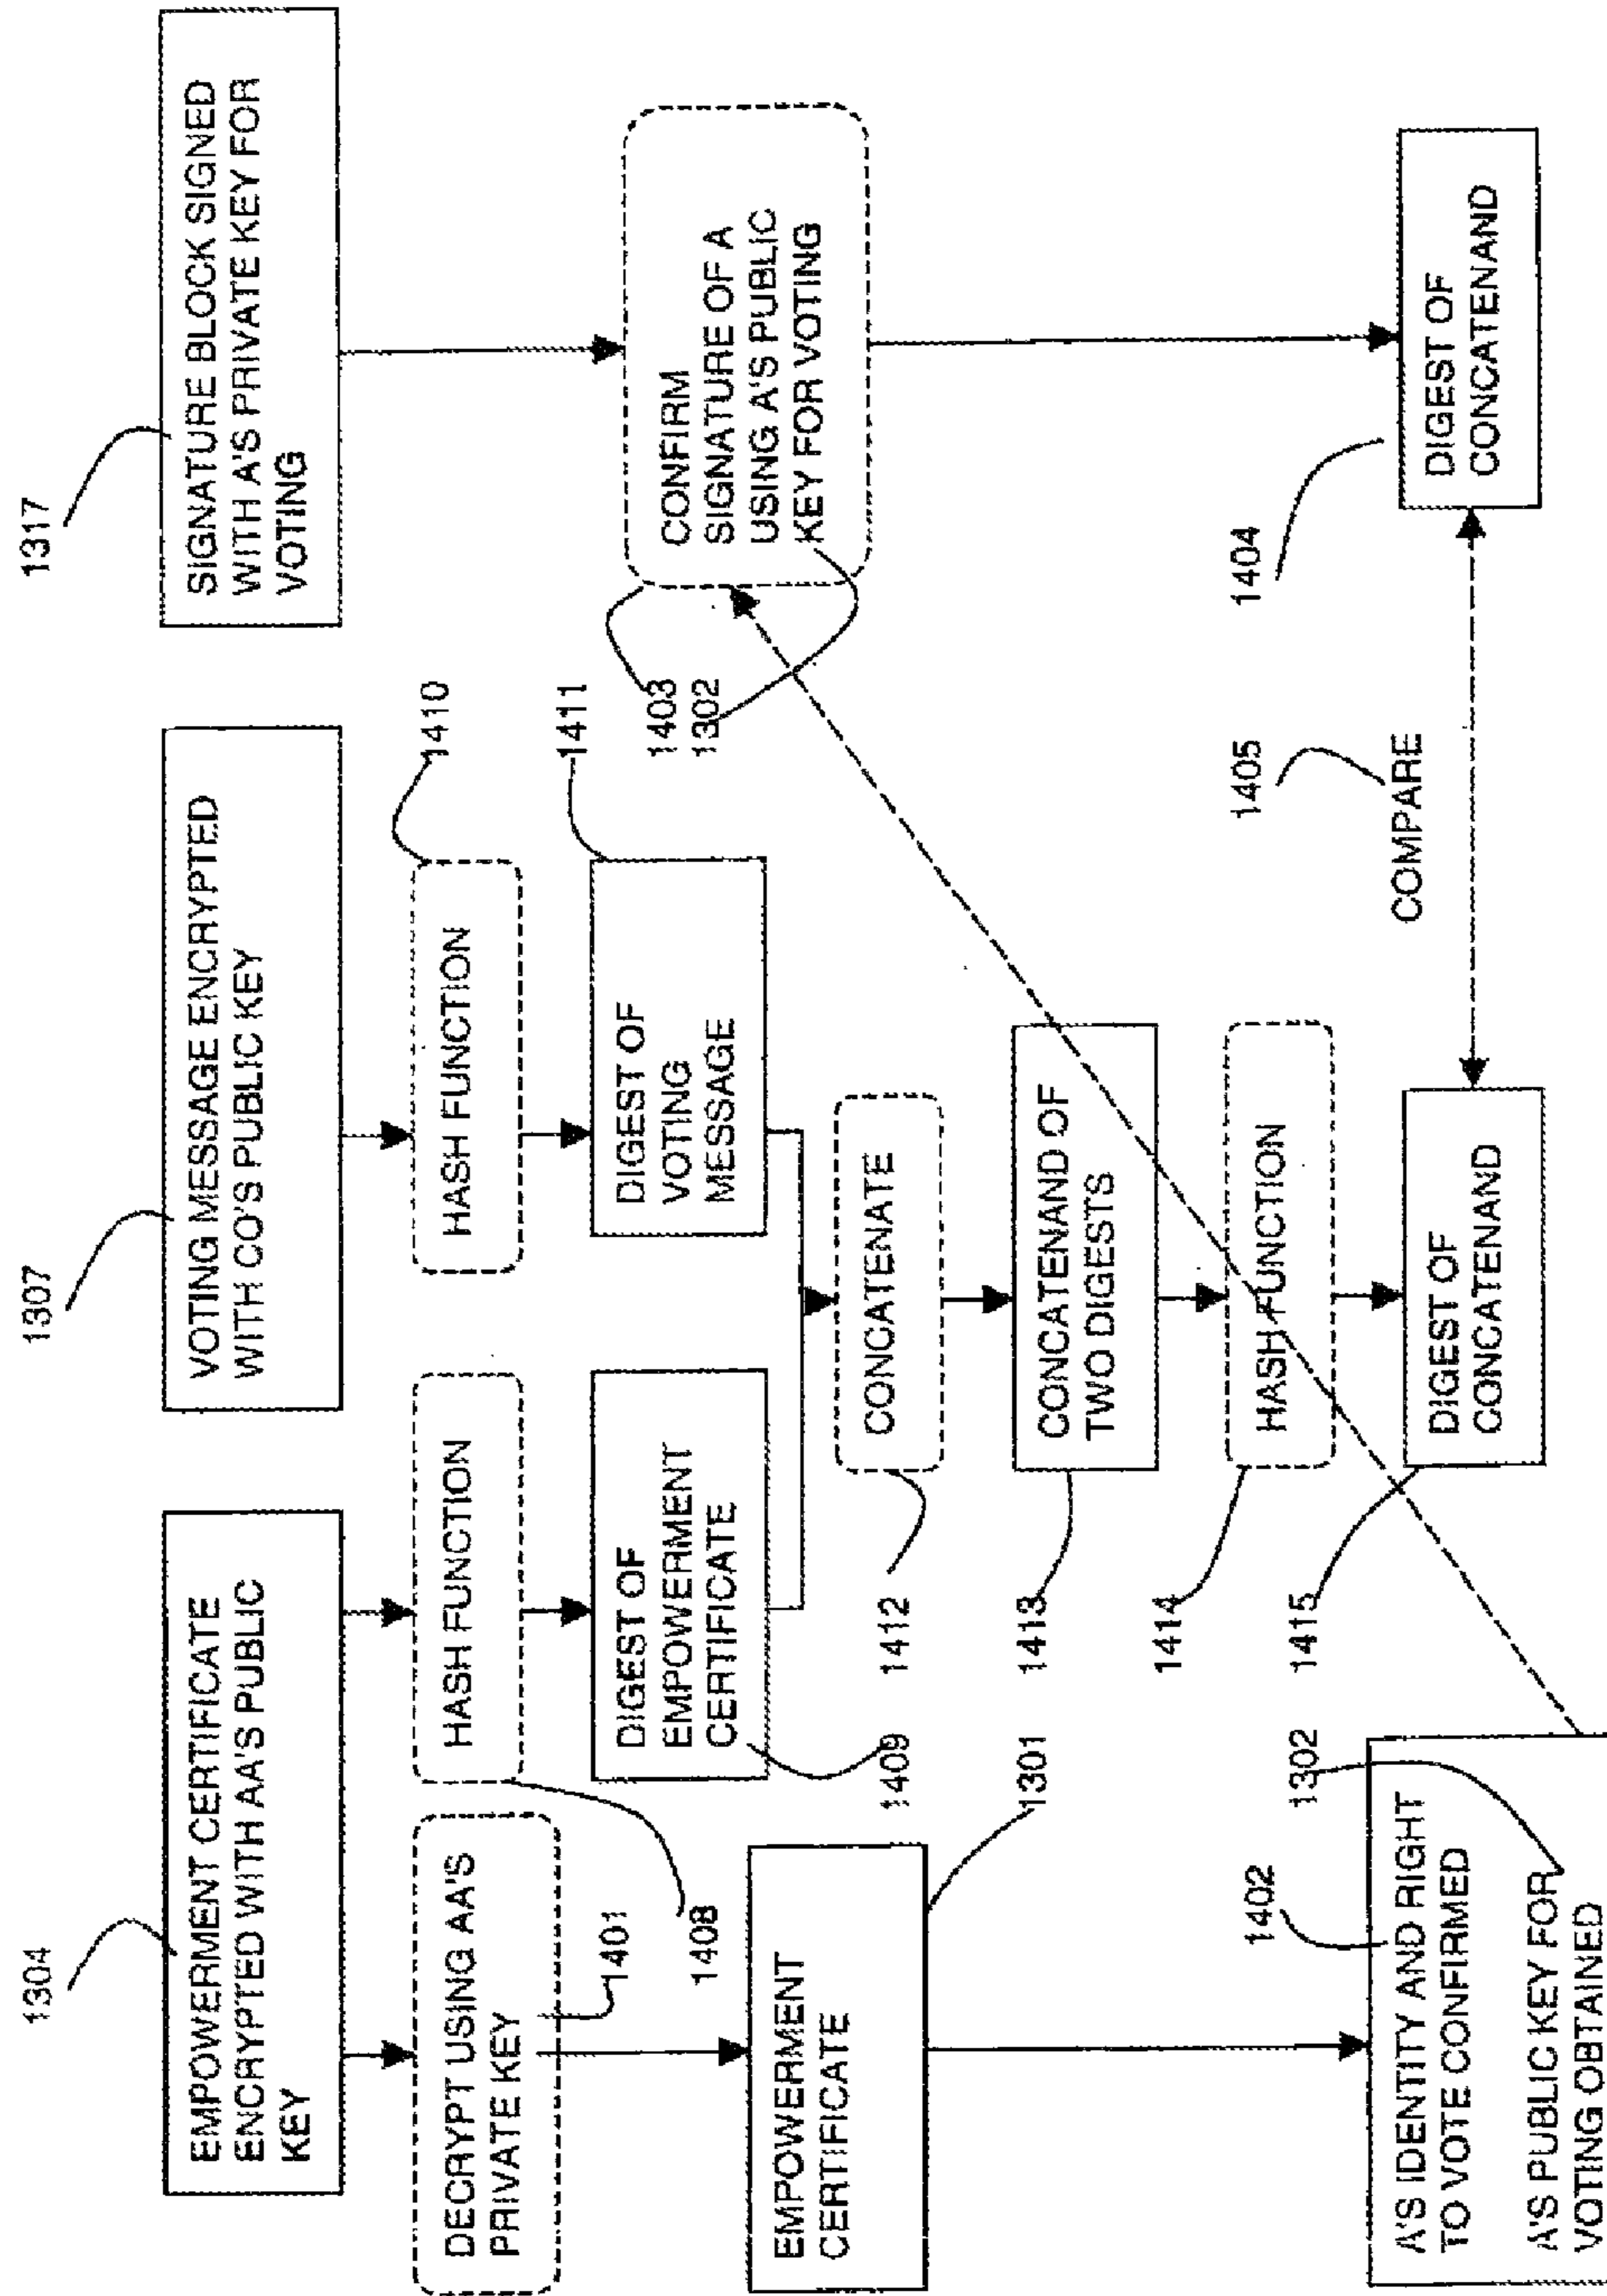 1304
EMPOWERMENT CERTIFICATE
ENCRYPTED WITH AA'S PUBLIC
KEY
1307
VOTING MESSAGE ENCRYPTED
WITH CO'S PUBLIC KEY
1317
SIGNATURE BLOCK SIGNED
WITH A'S PRIVATE KEY FOR
VOTING
DECRYPT USING AA'S
PRIVATE KEY
1401
HASH FUNCTION
1408
HASH FUNCTION
1410
EMPOWERMENT
CERTIFICATE
1301
DIGEST OF
EMPOWERMENT
CERTIFICATE
1409
DIGEST OF
VOTING
MESSAGE
1411
CONFIRM
SIGNATURE OF A
USING A'S PUBLIC
KEY FOR VOTING
1403
1302
CONCATENATE
1412
CONCATENAND OF
TWO DIGESTS
1413
HASH FUNCTION
1414
1402
A'S IDENTITY AND RIGHT
TO VOTE CONFIRMED
A'S PUBLIC KEY FOR
VOTING OBTAINED
1302
1415
DIGEST OF
CONCATENAND
1405
COMPARE
1404
DIGEST OF
CONCATENAND